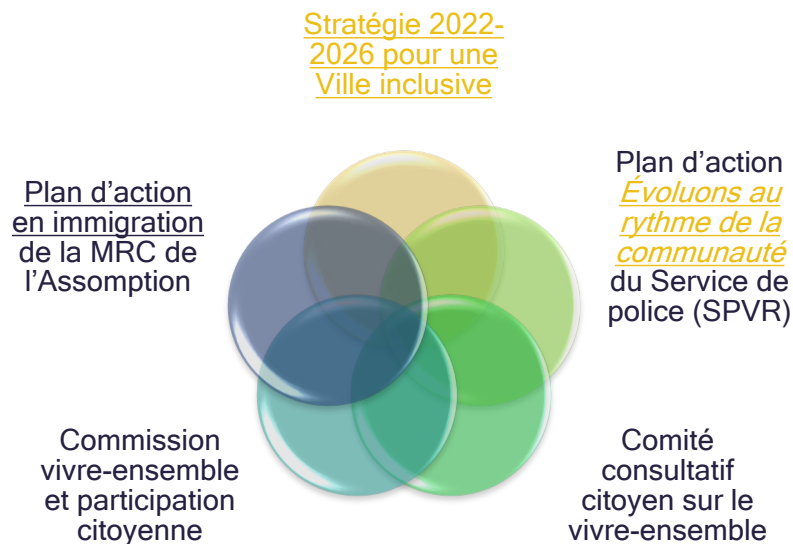 Stratégie 2022-
2026 pour une
Ville inclusive
Plan d’action
Évoluons au
rythme de la
communauté
du Service de
police (SPVR)
Comité
consultatif
citoyen sur le
vivre-ensemble
Commission
vivre-ensemble
et participation
citoyenne
Plan d’action
en immigration
de la MRC de
l’Assomption